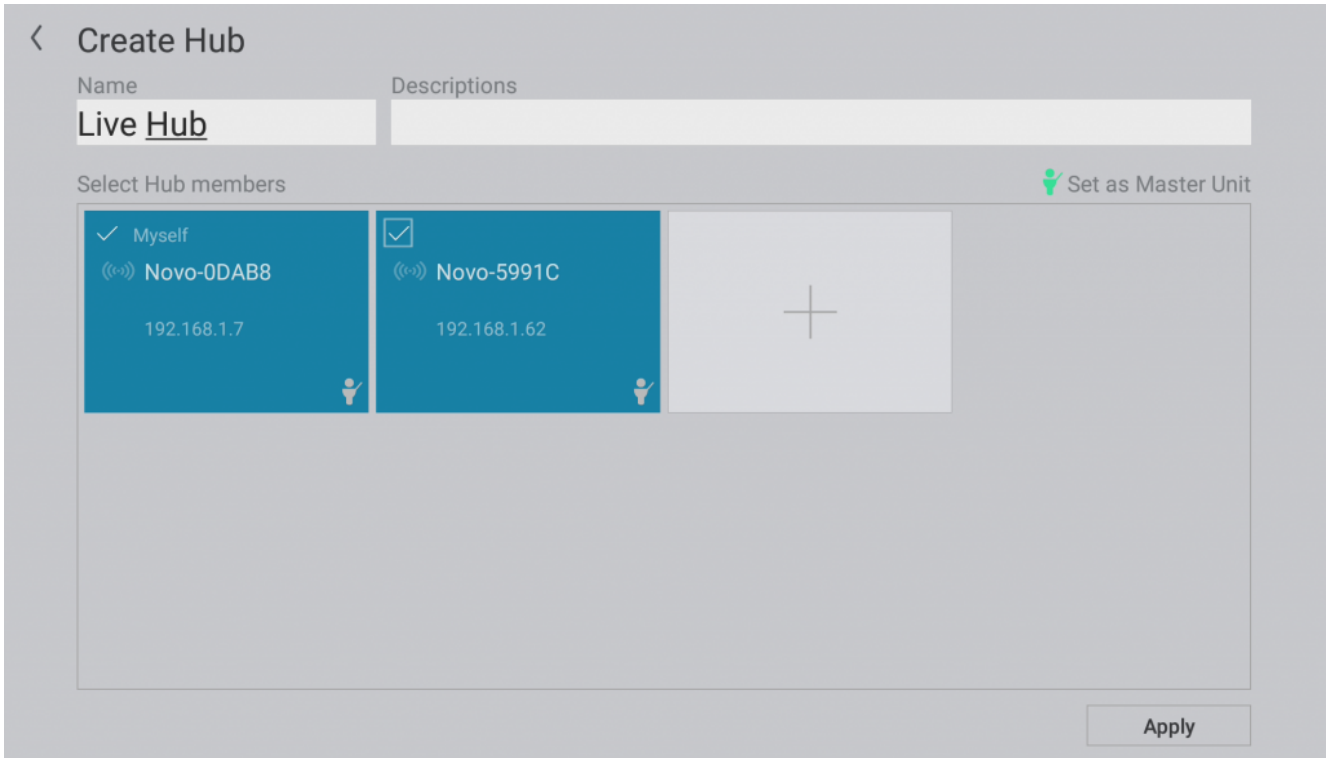 Create Hub
Name
Descriptions
Live Hub
Select Hub members
Set as Master Unit
Myself
Novo-0DAB8
192.168.1.7
Novo-5991C
192.168.1.62
Apply